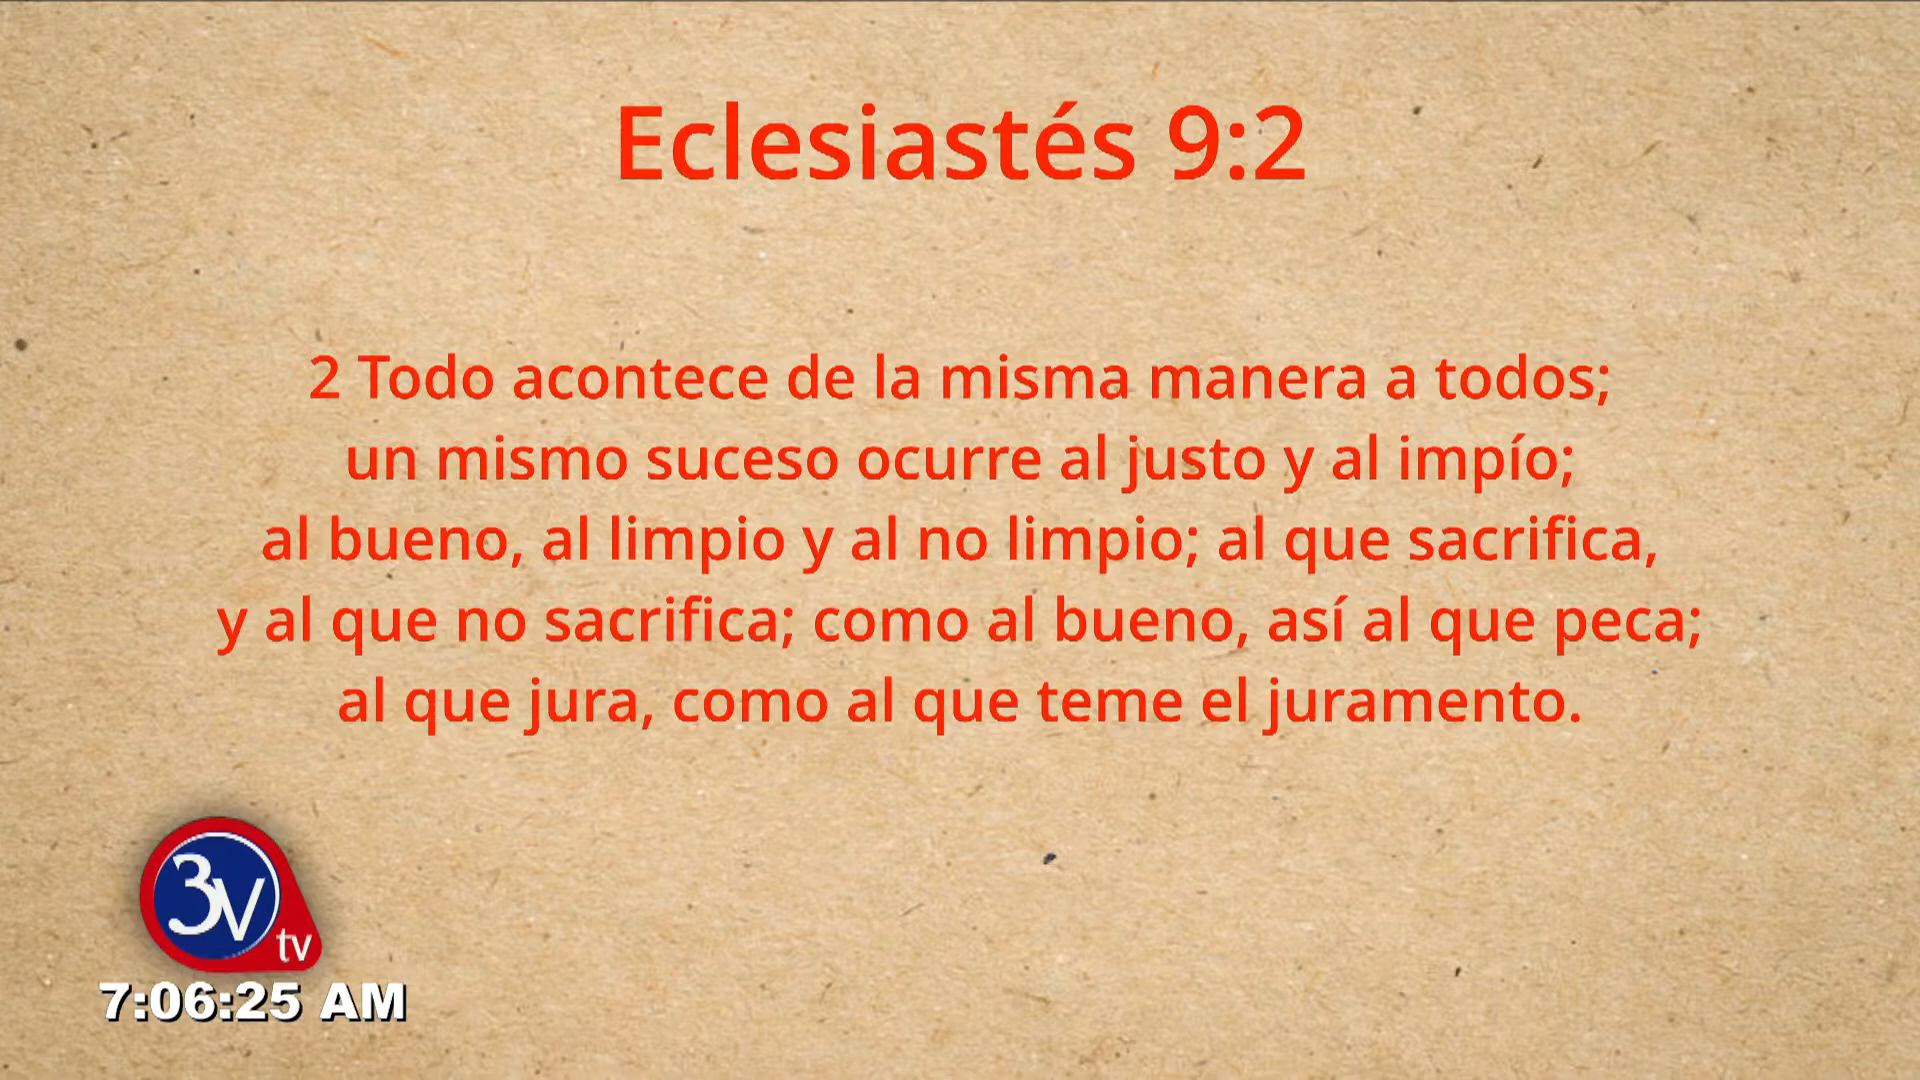 Eclesiastés 9:2
2 Todo acontece de la misma manera a todos;
un mismo suceso ocurre al justo y al impío;
al bueno, al limpio y al no limpio; al que sacrifica,
y al que no sacrifica; como al bueno, así al que peca;
al que jura, como al que teme el juramento.
3V
tv
7:06:25 AM